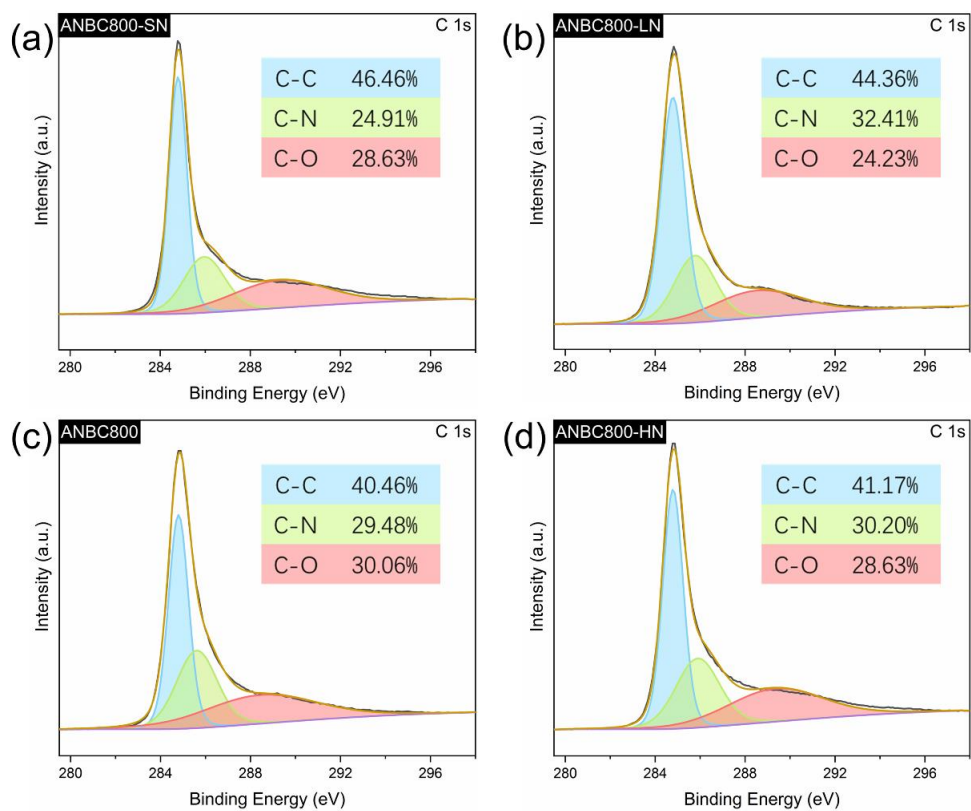 (a) ANBC800-SN C 1s
C-C 46.46%
C-N 24.91%
C-O 28.63%
Intensity (a.u.)
280 284 288 292 296
Binding Energy (eV)
(b) ANBC800-LN C 1s
C-C 44.36%
C-N 32.41%
C-O 24.23%
Intensity (a.u.)
284 288 292 296
280
Binding Energy (eV)
(c) ANBC800 C 1s
C-C 40.46%
C-N 29.48%
C-O 30.06%
Intensity (a.u.)
280 284 288 292 296
Binding Energy (eV)
(d) ANBC800-HN C 1s
C-C 41.17%
C-N 30.20%
C-O 28.63%
Intensity (a.u.)
280 284 288 292 296
Binding Energy (eV)